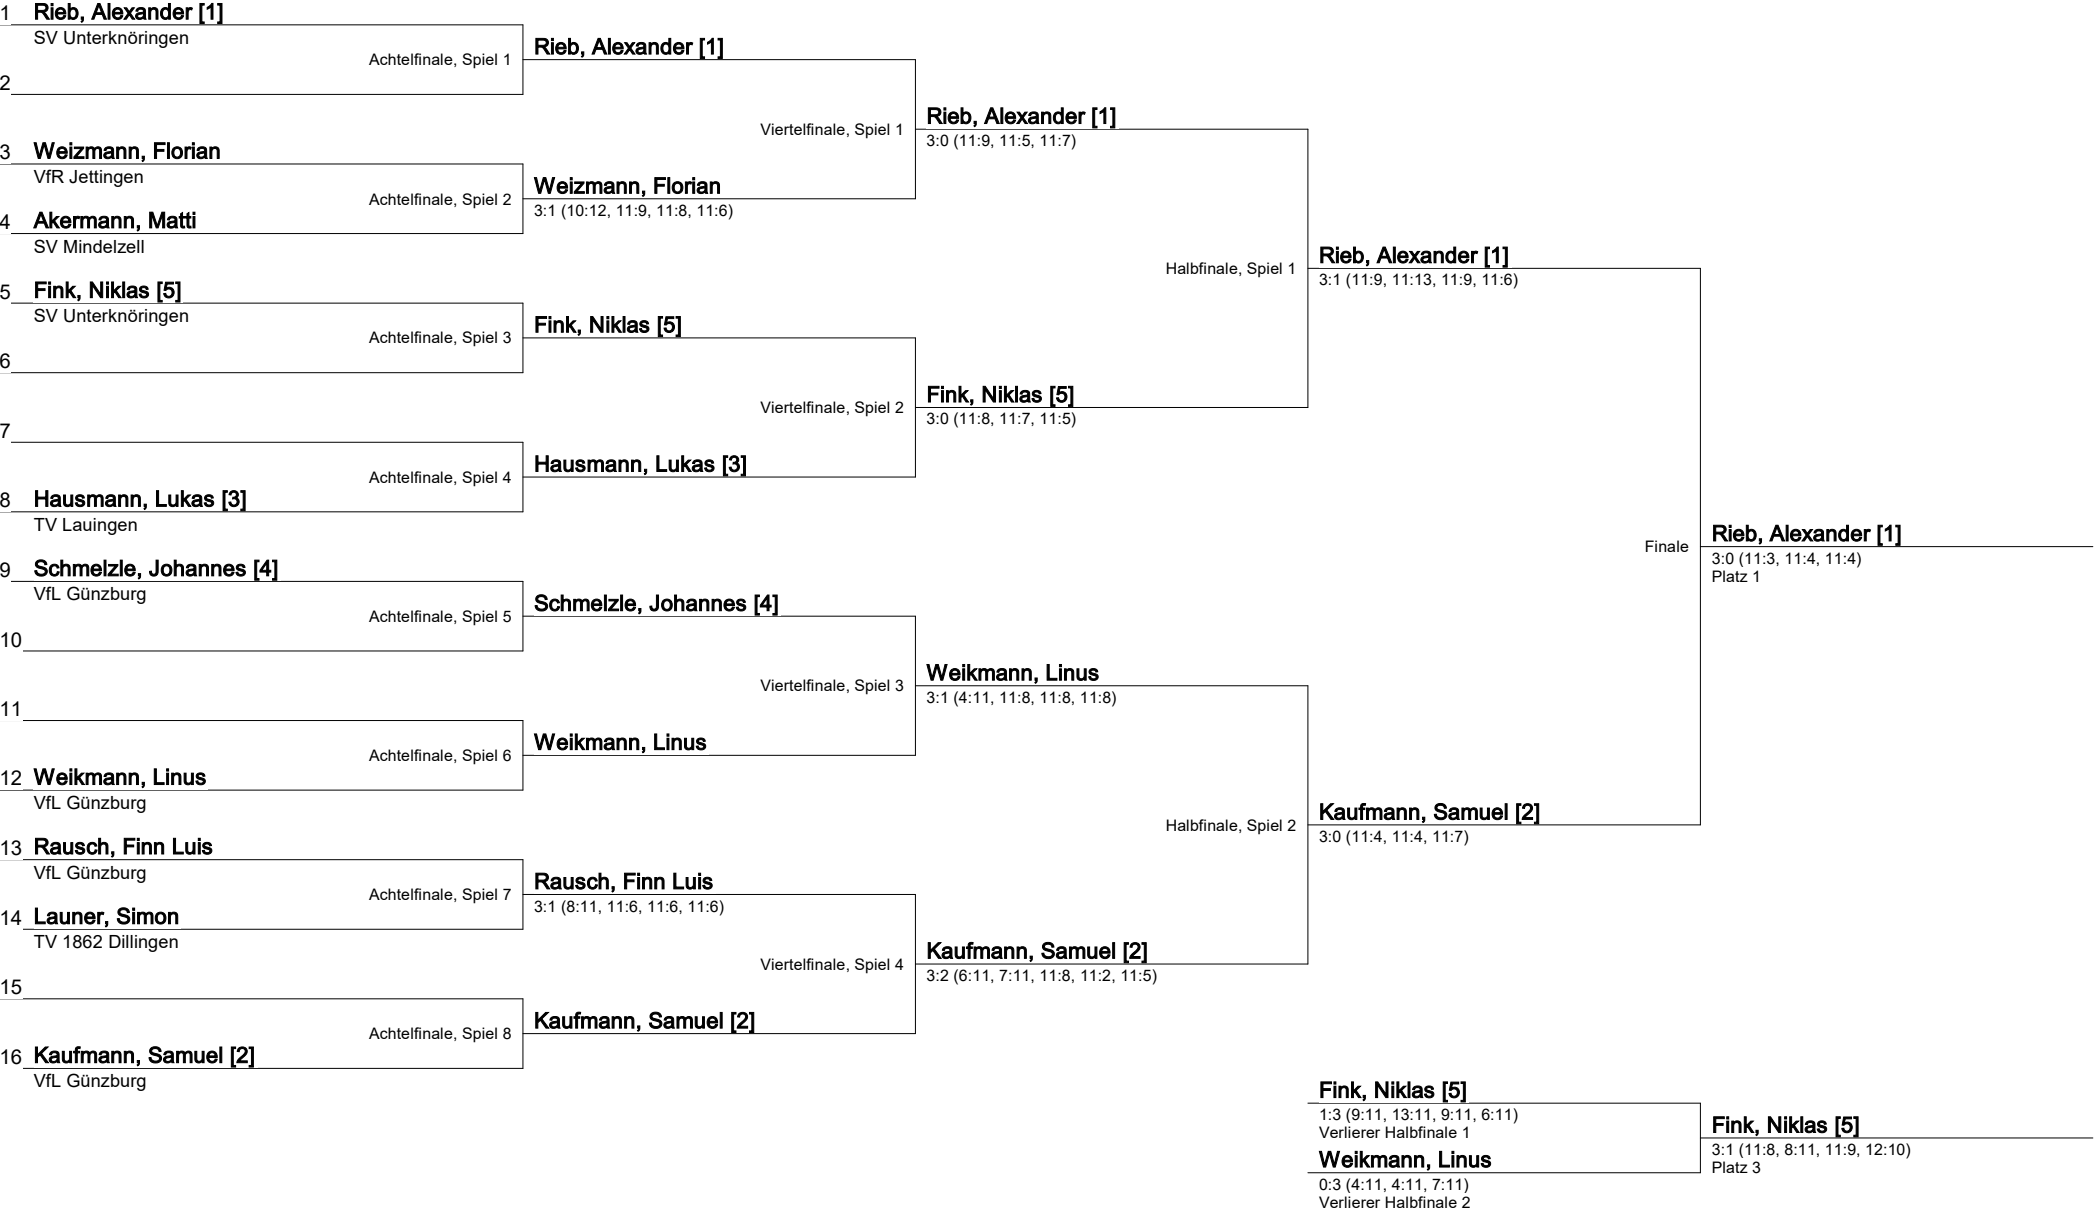 1 Rieb, Alexander [1]
SV Unterknöringen
Achtelfinale, Spiel 1
2
3 Weizmann, Florian
VfR Jettingen
Achtelfinale, Spiel 2
4 Akermann, Matti
SV Mindelzell
5 Fink, Niklas [5]
SV Unterknöringen
Achtelfinale, Spiel 3
6
7
Achtelfinale, Spiel 4
8 Hausmann, Lukas [3]
TV Lauingen
9 Schmelzle, Johannes [4]
VfL Günzburg
Achtelfinale, Spiel 5
10
11
Achtelfinale, Spiel 6
12 Weikmann, Linus
VfL Günzburg
13 Rausch, Finn Luis
VfL Günzburg
Achtelfinale, Spiel 7
14 Launer, Simon
TV 1862 Dillingen
15
Achtelfinale, Spiel 8
16 Kaufmann, Samuel [2]
VfL Günzburg
Rieb, Alexander [1]
Viertelfinale, Spiel 1
Weizmann, Florian
3:1 (10:12, 11:9, 11:8, 11:6)
Fink, Niklas [5]
Viertelfinale, Spiel 2
Hausmann, Lukas [3]
Schmelzle, Johannes [4]
Viertelfinale, Spiel 3
Weikmann, Linus
Rausch, Finn Luis
3:1 (8:11, 11:6, 11:6, 11:6)
Viertelfinale, Spiel 4
Kaufmann, Samuel [2]
Rieb, Alexander [1]
3:0 (11:9, 11:5, 11:7)
Halbfinale, Spiel 1
Fink, Niklas [5]
3:0 (11:8, 11:7, 11:5)
Weikmann, Linus
3:1 (4:11, 11:8, 11:8, 11:8)
Halbfinale, Spiel 2
Kaufmann, Samuel [2]
3:2 (6:11, 7:11, 11:8, 11:2, 11:5)
Rieb, Alexander [1]
3:1 (11:9, 11:13, 11:9, 11:6)
Finale
Kaufmann, Samuel [2]
3:0 (11:4, 11:4, 11:7)
Rieb, Alexander [1]
3:0 (11:3, 11:4, 11:4)
Platz 1
Fink, Niklas [5]
1:3 (9:11, 13:11, 9:11, 6:11)
Verlierer Halbfinale 1
Weikmann, Linus
0:3 (4:11, 4:11, 7:11)
Verlierer Halbfinale 2
Fink, Niklas [5]
3:1 (11:8, 8:11, 11:9, 12:10)
Platz 3